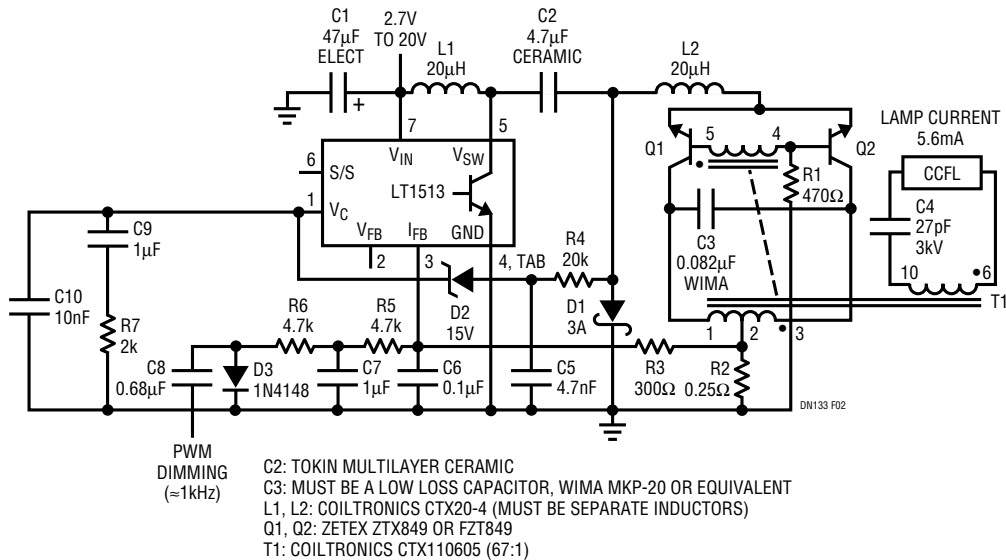 C1
47µF
ELECT
2.7V
TO 20V
L1
20µH
C2
4.7µF
CERAMIC
L2
20µH
+
7
5
6
S/S
VIN
VSW
LT1513
1
VC
VFB
IFB
GND
2
3
4, TAB
Q1
5
4
Q2
R1
470Ω
C3
0.082µF
WIMA
LAMP CURRENT
5.6mA
CCFL
C4
27pF
3kV
10
6
T1
1
2
3
C9
1µF
C10
10nF
R7
2k
R4
20k
D2
15V
D1
3A
R6
4.7k
R5
4.7k
C8
0.68µF
D3
1N4148
C7
1µF
C6
0.1µF
C5
4.7nF
R3
300Ω
R2
0.25Ω
DN133 F02
PWM
DIMMING
(≈1kHz)
C2: TOKIN MULTILAYER CERAMIC
C3: MUST BE A LOW LOSS CAPACITOR, WIMA MKP-20 OR EQUIVALENT
L1, L2: COILTRONICS CTX20-4 (MUST BE SEPARATE INDUCTORS)
Q1, Q2: ZETEX ZTX849 OR FZT849
T1: COILTRONICS CTX110605 (67:1)